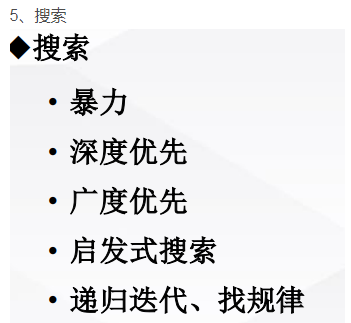 5、搜索
◆搜索
• 暴力
• 深度优先
• 广度优先
• 启发式搜索
• 递归迭代、找规律